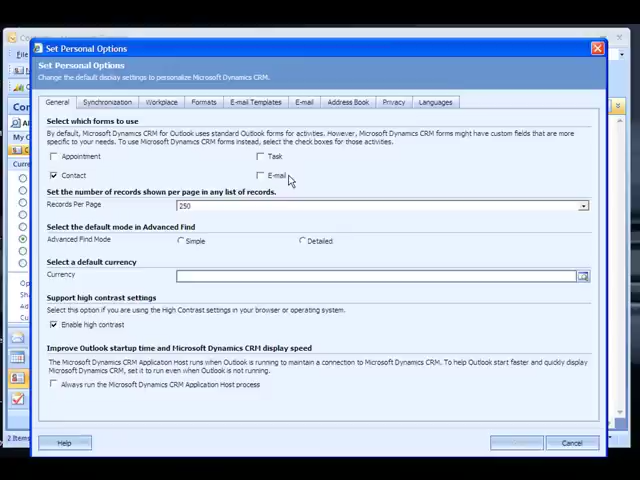 Set Personal Options
Set Personal Options
Change the default display settings to personalize Microsoft Dynamics CRM.
General
Synchronization
Workplace
Formats
E-mail Templates
E-mail
Address Book
Privacy
Languages
Select which forms to use
By default, Microsoft Dynamics CRM for Outlook uses standard Outlook forms for activities. However, Microsoft Dynamics CRM forms might have custom fields that are more
specific to your needs. To use Microsoft Dynamics CRM forms instead, select the check boxes for those activities.
Appointment
Task
Contact
E-mail
Set the number of records shown per page in any list of records.
Records Per Page
250
Select the default mode in Advanced Find
Advanced Find Mode
Simple
Detailed
Select a default currency
Currency
Support high contrast settings
Select this option if you are using the High Contrast settings in your browser or operating system.
Enable high contrast
Improve Outlook startup time and Microsoft Dynamics CRM display speed
The Microsoft Dynamics CRM Application Host runs when Outlook is running to maintain a connection to Microsoft Dynamics CRM. To help Outlook start faster and quickly display
Microsoft Dynamics CRM, set it to run even when Outlook is not running.
Always run the Microsoft Dynamics CRM Application Host process
Help
Cancel